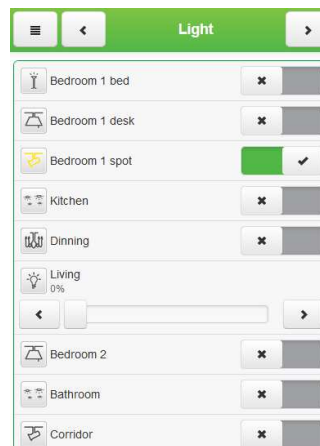 Light
Bedroom 1 bed
Bedroom 1 desk
Bedroom 1 spot
Kitchen
Dinning
Living
0%
Bedroom 2
Bathroom
Corridor